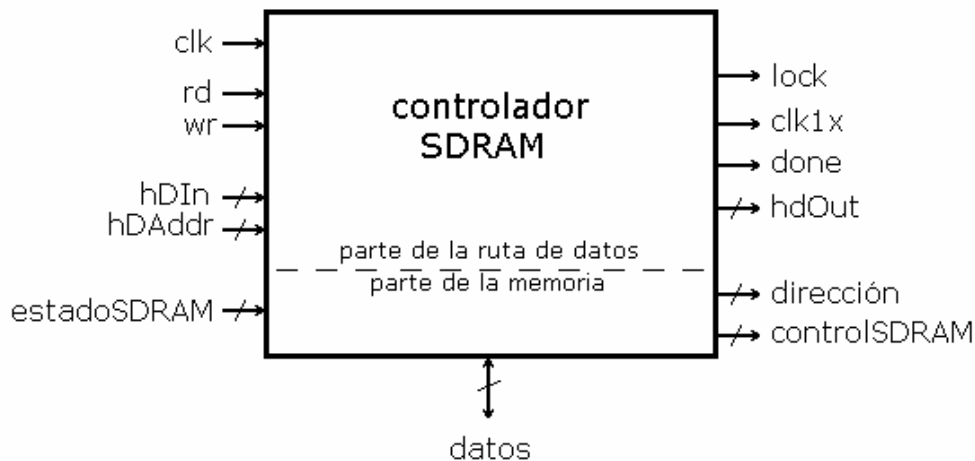 clk
rd
wr
hDIn
hDAddr
estadoSDRAM
controlador
SDRAM
parte de la ruta de datos
parte de la memoria
lock
clk1x
done
hdOut
dirección
controlSDRAM
datos